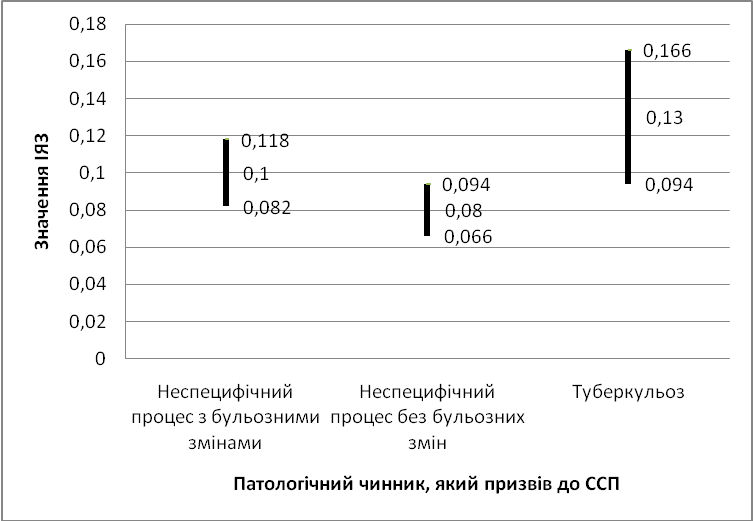 0,18
0,16
0,14
0,12
0,1
0,08
0,06
0,04
0,02
0
Значення ІЯЗ
0,118
0,1
0,082
0,094
0,08
0,066
0,166
0,13
0,094
Неспецифічний
процес з бульозними
змінами
Неспецифічний
процес без бульозних
змін
Туберкульоз
Патологічний чинник, який призвів до ССП